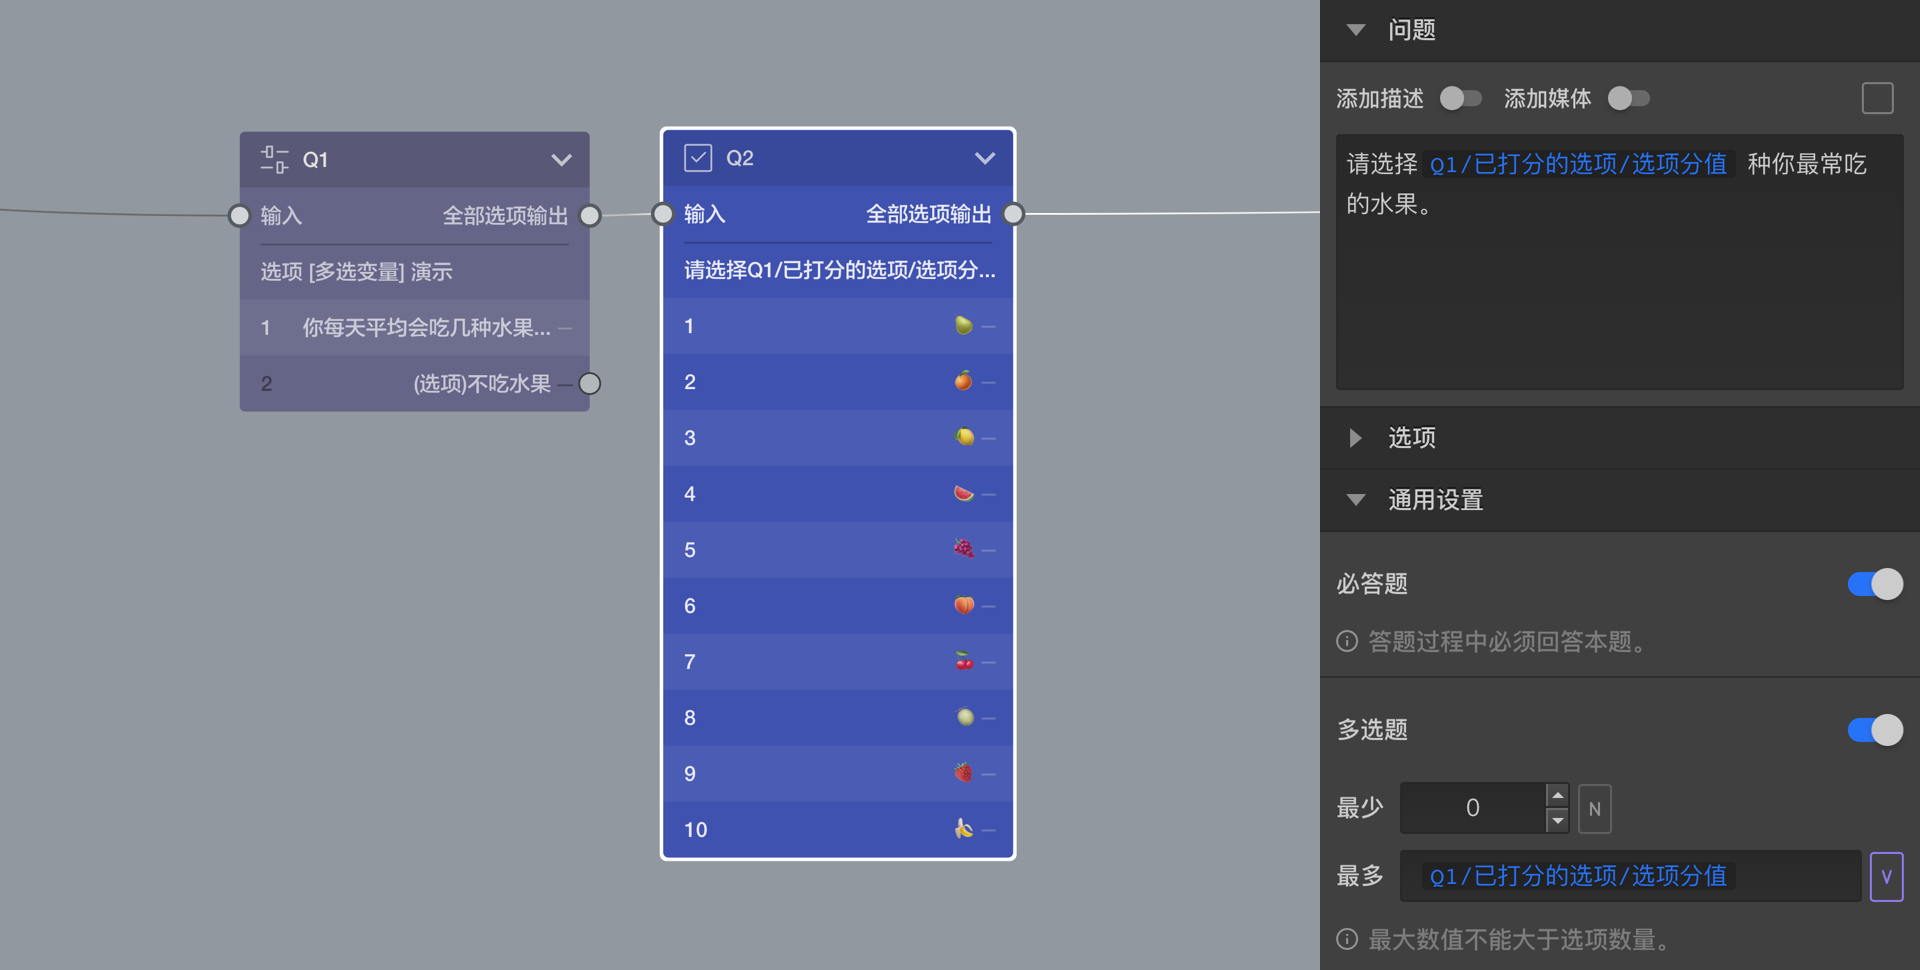 Q1
输入 全部选项输出
选项 [多选变量] 演示
1 你每天平均会吃几种水果...
2 (选项)不吃水果
Q2
输入 全部选项输出
请选择Q1/已打分的选项/选项分...
1
2
3
4
5
6
7
8
9
10
问题
添加描述 添加媒体
请选择 Q1/已打分的选项/选项分值 种你最常吃
的水果。
选项
通用设置
必答题
答题过程中必须回答本题。
多选题
最少 0 N
最多 Q1/已打分的选项/选项分值 V
最大数值不能大于选项数量。